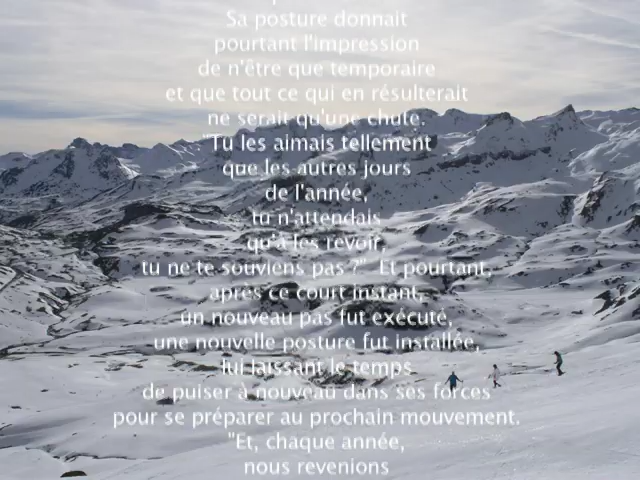 Sa posture donnait
pourtant l'impression
de n'être que temporaire
et que tout ce qui en résulterait
ne serait qu'une chute.
"Tu les aimais tellement
que les autres jours
de l'année,
tu n'attendais
qu'à les revoir,
tu ne te souviens pas ?" Et pourtant,
après ce court instant,
un nouveau pas fut exécuté,
une nouvelle posture fut installée,
lui laissant le temps
de puiser à nouveau dans ses forces
pour se préparer au prochain mouvement.
"Et, chaque année,
nous revenions